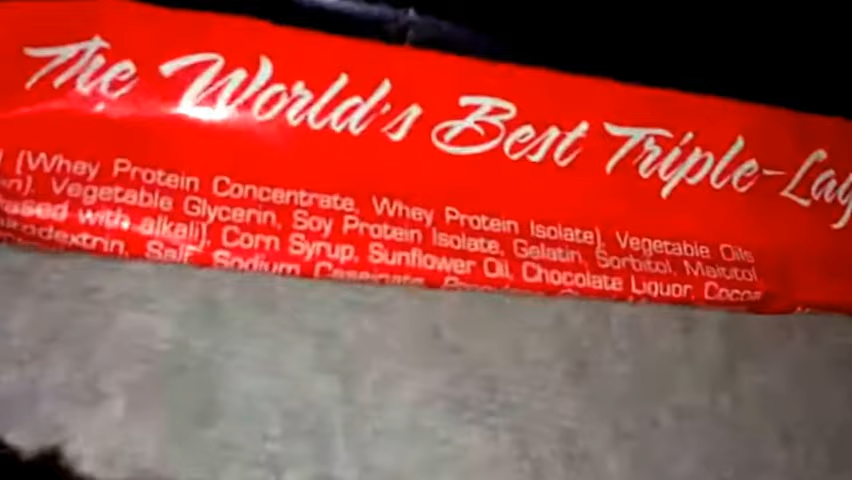 The World's Best Triple-Lay
(Whey Protein Concentrate, Whey Protein Isolate), Vegetable Oils
Vegetable Glycerin, Soy Protein Isolate, Gelatin, Sorbitol, Maltitol
with alkali), Corn Syrup, Sunflower Oil, Chocolate Liquor, Cocoa
Salt, Sodium Caseinate,